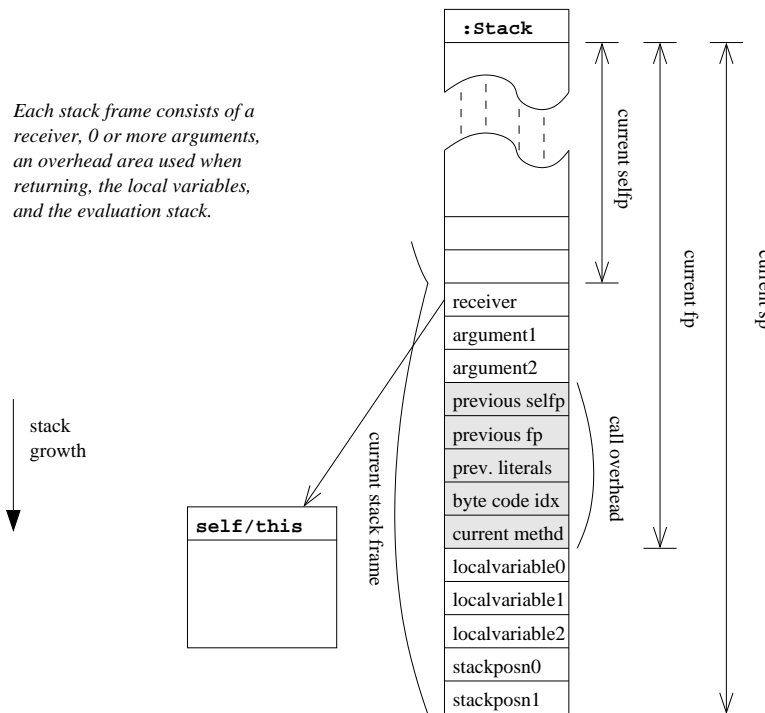 :Stack
Each stack frame consists of a
receiver, 0 or more arguments,
an overhead area used when
returning, the local variables,
and the evaluation stack.
current selfp
current fp
current sp
receiver
argument1
argument2
previous selfp
previous fp
prev. literals
byte code idx
current methd
localvariable0
localvariable1
localvariable2
stackposn0
stackposn1
call overhead
current stack frame
stack
growth
self/this